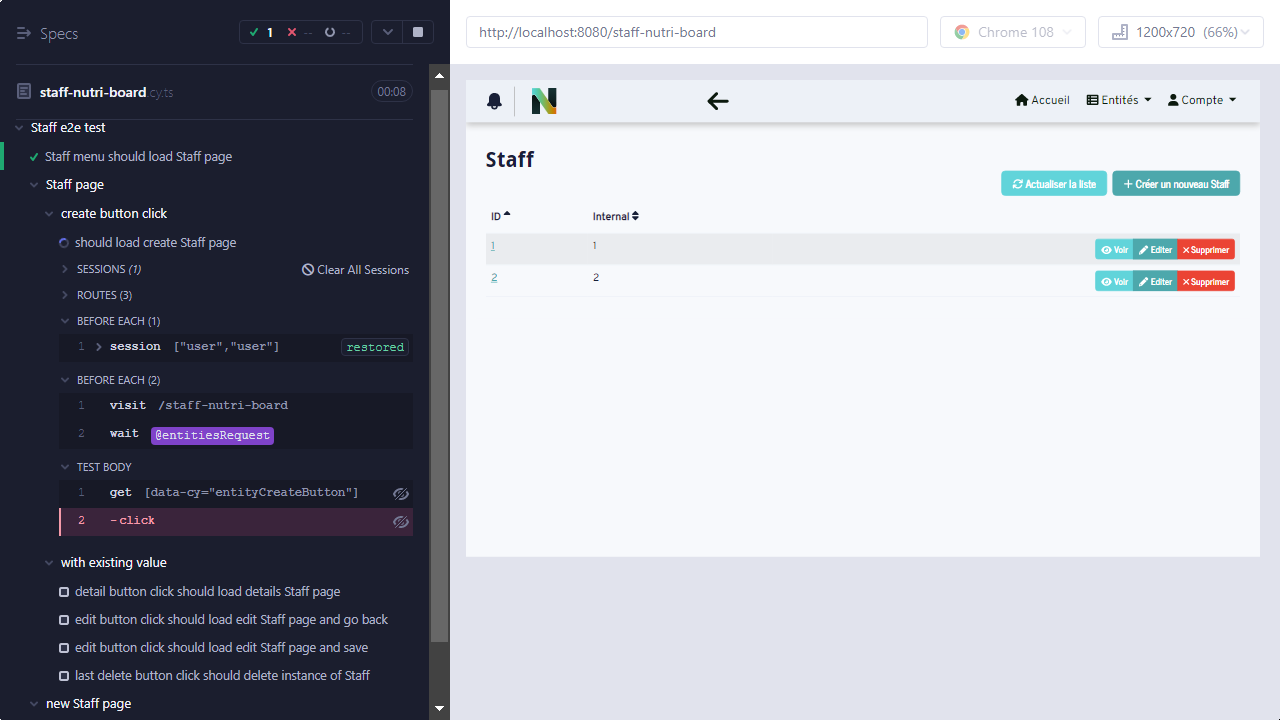 Specs
1
--
--
http://localhost:8080/staff-nutri-board
Chrome 108
1200x720 (66%)
staff-nutri-board.cy.ts
00:08
Staff e2e test
Staff menu should load Staff page
Staff page
create button click
should load create Staff page
SESSIONS (1)
Clear All Sessions
ROUTES (3)
BEFORE EACH (1)
1 session ["user","user"] restored
BEFORE EACH (2)
1 visit /staff-nutri-board
2 wait @entitiesRequest
TEST BODY
1 get [data-cy="entityCreateButton"]
2 -click
with existing value
detail button click should load details Staff page
edit button click should load edit Staff page and go back
edit button click should load edit Staff page and save
last delete button click should delete instance of Staff
new Staff page
N
Accueil
Entités
Compte
Staff
Actualiser la liste
Créer un nouveau Staff
ID Internal
1 1 Voir Editer Supprimer
2 2 Voir Editer Supprimer